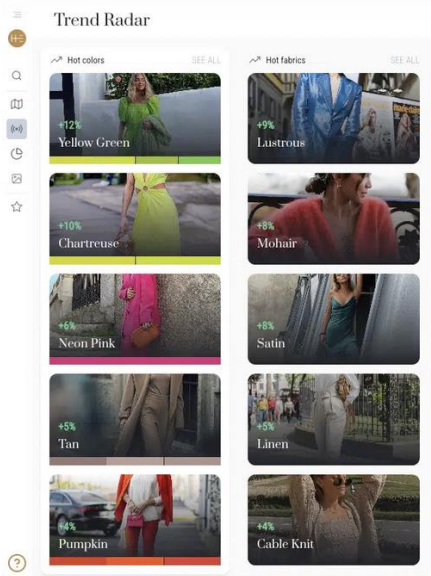 Trend Radar
Hot colors
SEE ALL
+12%
Yellow Green
+10%
Chartreuse
+6%
Neon Pink
+5%
Tan
+4%
Pumpkin
Hot fabrics
SEE ALL
+9%
Lustrous
+8%
Mohair
+8%
Satin
+5%
Linen
+4%
Cable Knit
?